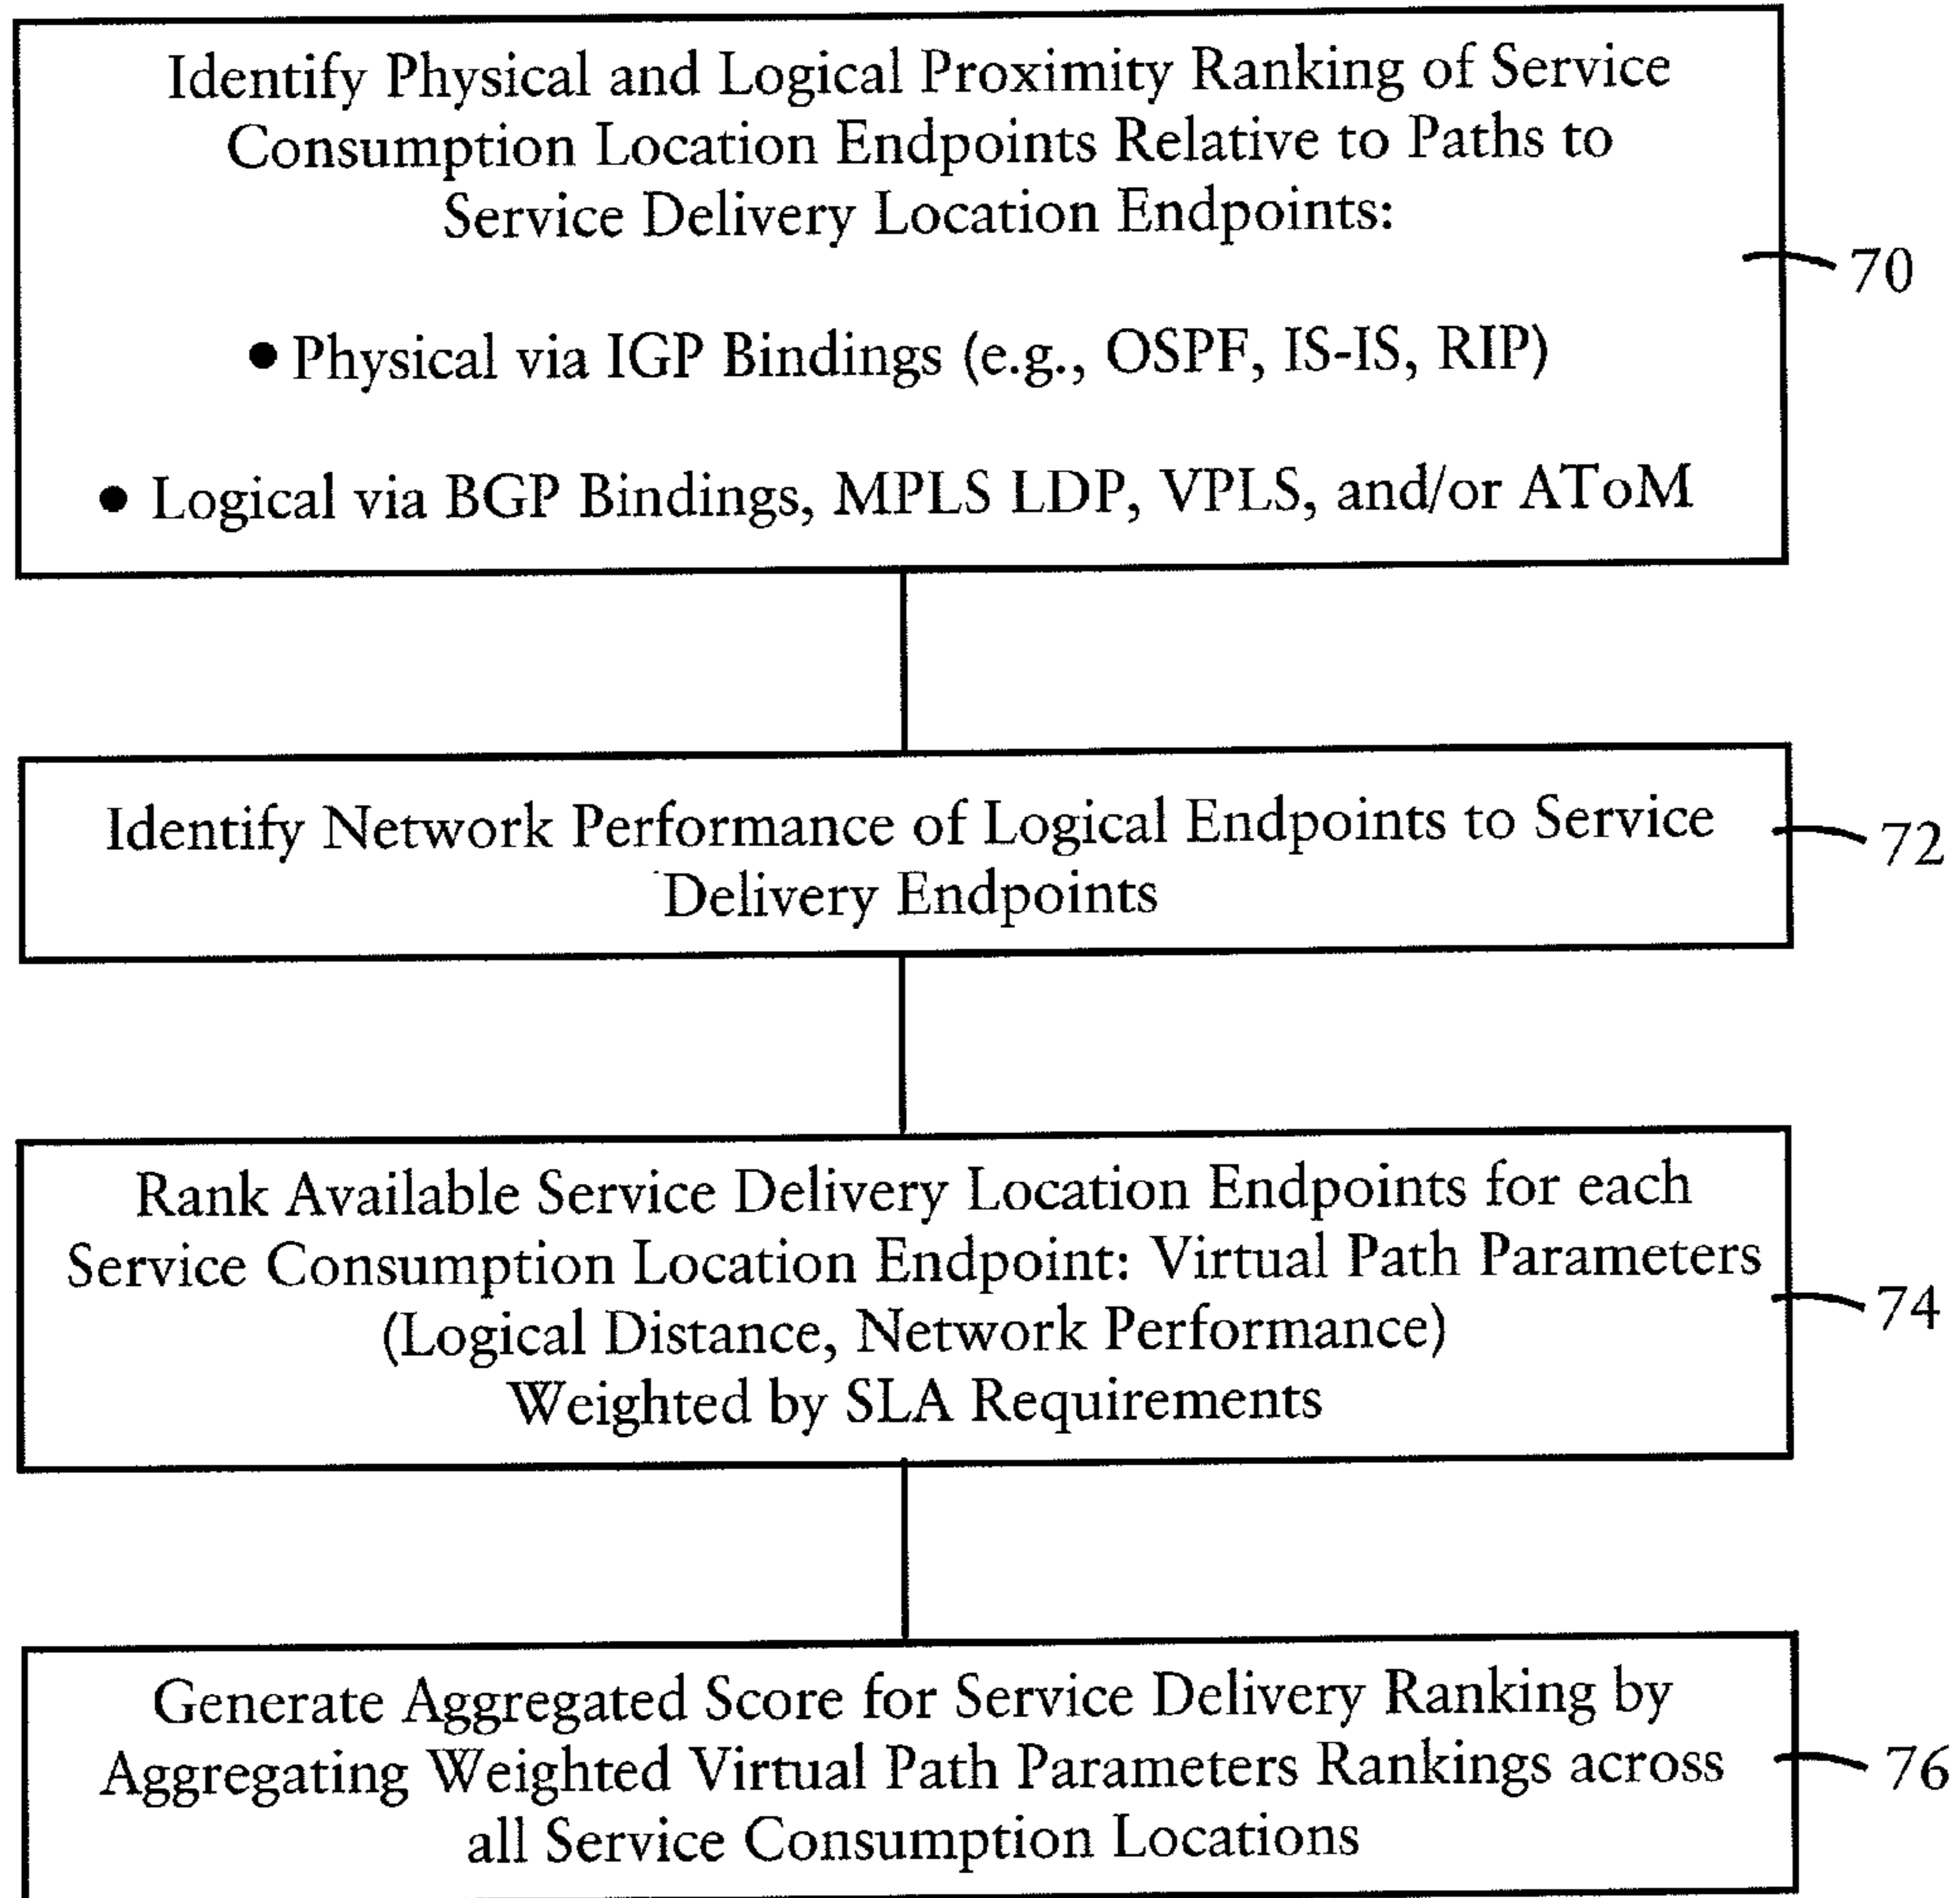 Identify Physical and Logical Proximity Ranking of Service
Consumption Location Endpoints Relative to Paths to
Service Delivery Location Endpoints:
70
● Physical via IGP Bindings (e.g., OSPF, IS-IS, RIP)
● Logical via BGP Bindings, MPLS LDP, VPLS, and/or AToM
Identify Network Performance of Logical Endpoints to Service
Delivery Endpoints
72
Rank Available Service Delivery Location Endpoints for each
Service Consumption Location Endpoint: Virtual Path Parameters
(Logical Distance, Network Performance)
Weighted by SLA Requirements
74
Generate Aggregated Score for Service Delivery Ranking by
Aggregating Weighted Virtual Path Parameters Rankings across
all Service Consumption Locations
76